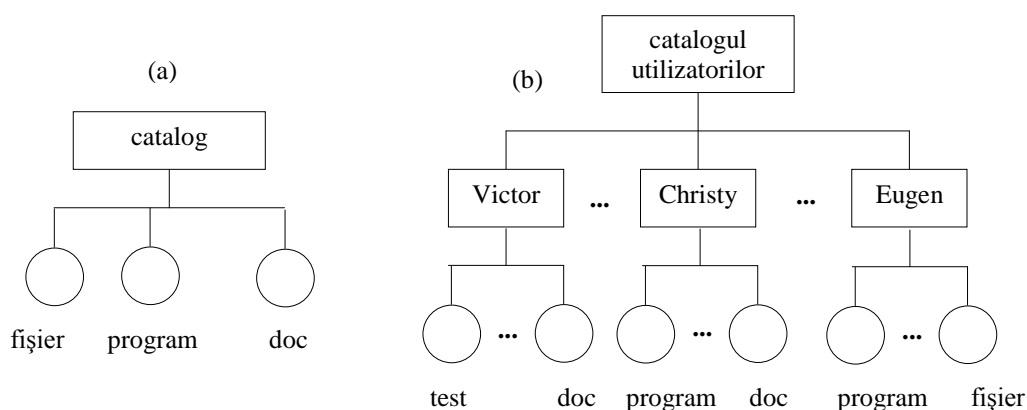 (a)
catalog
fişier program doc
(b)
catalogul
utilizatorilor
Victor ... Christy ... Eugen
... ... ...
test doc program doc program fişier